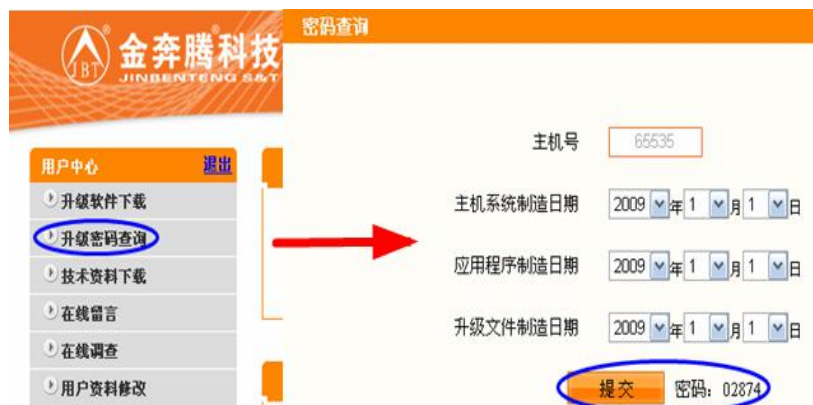 JBT
金奔腾科技
JINBENTENG S&T
用户中心 退出
升级软件下载
升级密码查询
技术资料下载
在线留言
在线调查
用户资料修改
密码查询
主机号 65535
主机系统制造日期 2009 年 1 月 1 日
应用程序制造日期 2009 年 1 月 1 日
升级文件制造日期 2009 年 1 月 1 日
提交 密码：02874